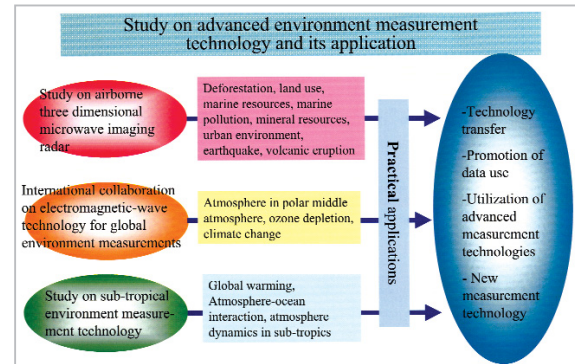 Study on advanced environment measurement
technology and its application
Study on airborne
three dimensional
microwave imaging
radar
Deforestation, land use,
marine resources, marine
pollution, mineral resources,
urban environment,
earthquake, volcanic eruption
International collaboration
on electromagnetic-wave
technology for global
environment measurements
Atmosphere in polar middle
atmosphere, ozone depletion,
climate change
Study on sub-tropical
environment measure-
ment technology
Global warming,
Atmosphere-ocean
interaction, atmosphere
dynamics in sub-tropics
Practical applications
-Technology
transfer
-Promotion of
data use
-Utilization of
advanced
measurement
technologies
- New
measurement
technology